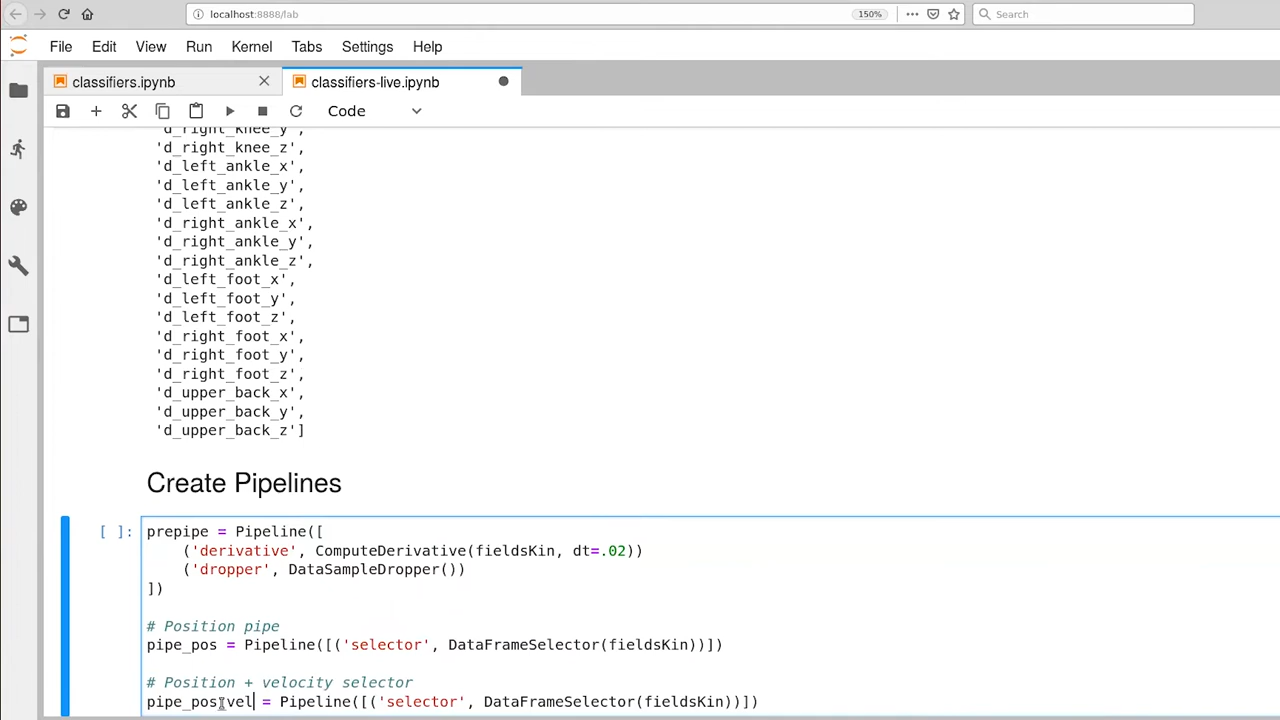 localhost:8888/lab
150%
Search
File Edit View Run Kernel Tabs Settings Help
classifiers.ipynb
classifiers-live.ipynb
Code
'd_right_knee_y',
'd_right_knee_z',
'd_left_ankle_x',
'd_left_ankle_y',
'd_left_ankle_z',
'd_right_ankle_x',
'd_right_ankle_y',
'd_right_ankle_z',
'd_left_foot_x',
'd_left_foot_y',
'd_left_foot_z',
'd_right_foot_x',
'd_right_foot_y',
'd_right_foot_z',
'd_upper_back_x',
'd_upper_back_y',
'd_upper_back_z']
Create Pipelines
[ ]: prepipe = Pipeline([
('derivative', ComputeDerivative(fieldsKin, dt=.02))
('dropper', DataSampleDropper())
])
# Position pipe
pipe_pos = Pipeline([('selector', DataFrameSelector(fieldsKin))])
# Position + velocity selector
pipe_pos_vel = Pipeline([('selector', DataFrameSelector(fieldsKin))])